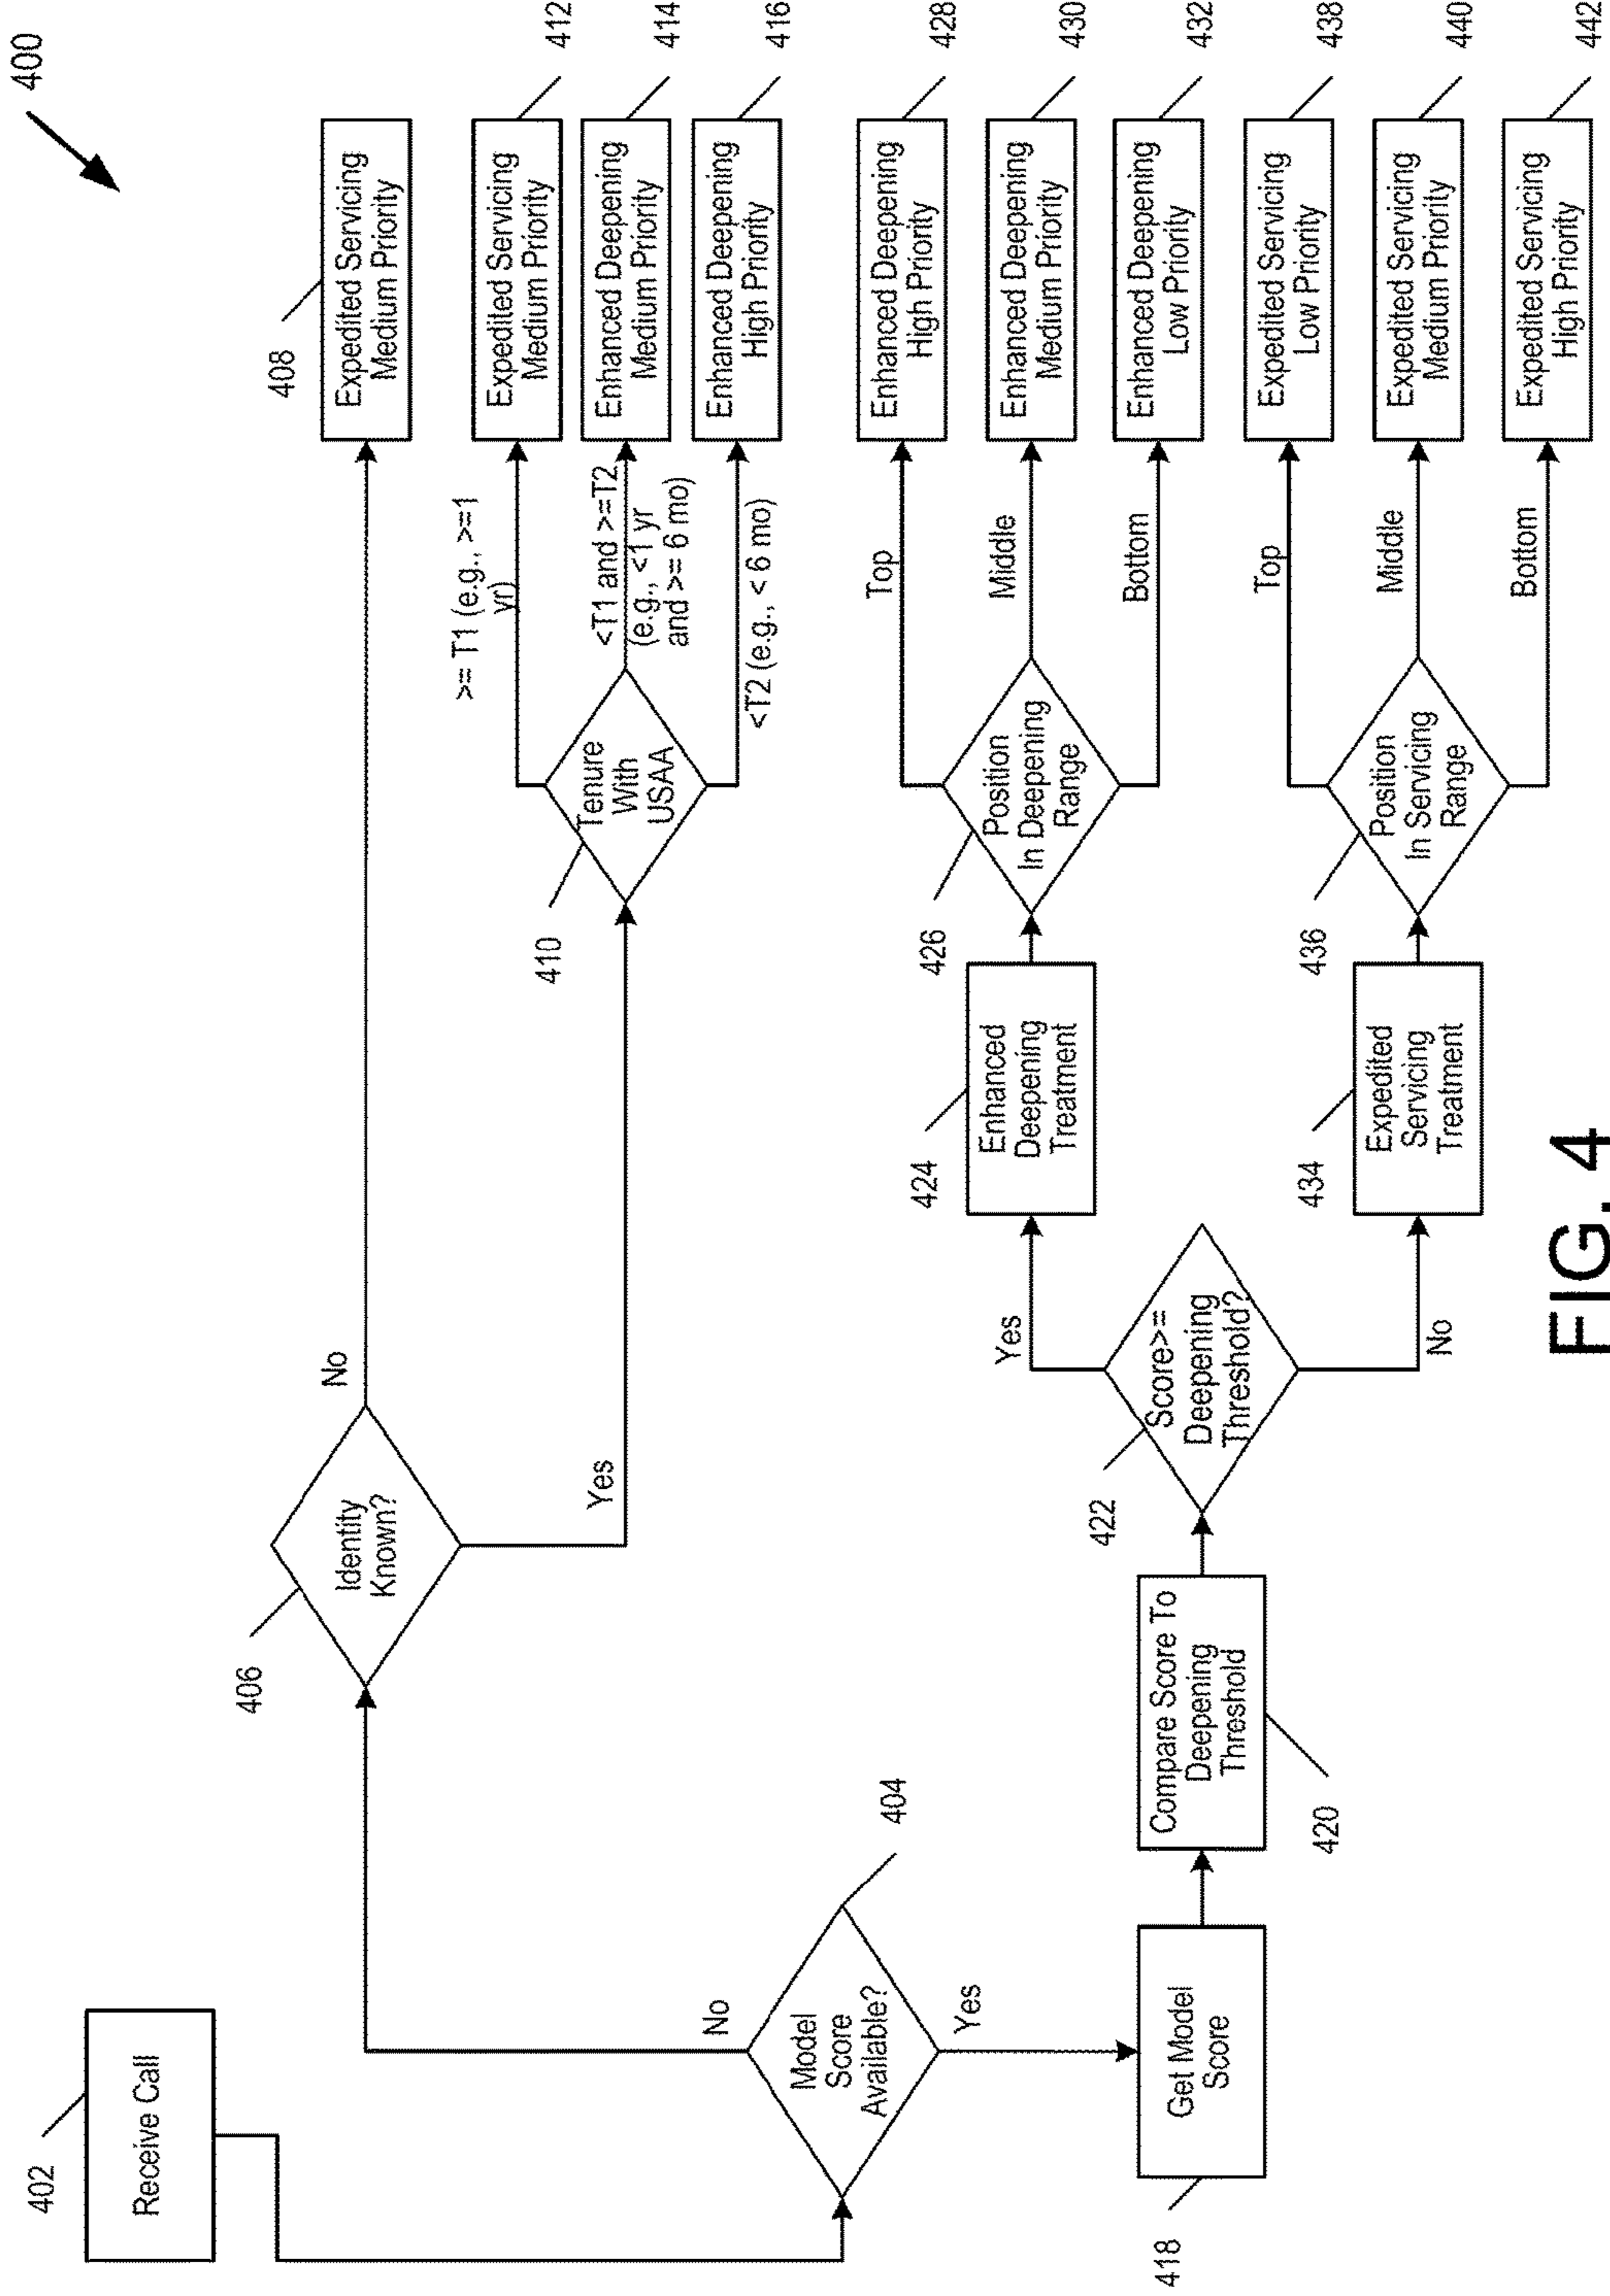 400
402
Receive Call
404
Model
Score
Available?
No
Yes
406
Identity
Known?
No
Yes
408
Expedited Servicing
Medium Priority
410
Tenure
With
USAA
>= T1 (e.g., >=1
yr)
<T1 and >=T2
(e.g., <1 yr
and >= 6 mo)
<T2 (e.g., < 6 mo)
Expedited Servicing
Medium Priority
412
Enhanced Deepening
Medium Priority
414
Enhanced Deepening
High Priority
416
418
Get Model
Score
420
Compare Score To
Deepening
Threshold
422
Score>=
Deepening
Threshold?
Yes
No
424
Enhanced
Deepening
Treatment
426
Position
In Deepening
Range
Top
Middle
Bottom
Enhanced Deepening
High Priority
428
Enhanced Deepening
Medium Priority
430
Enhanced Deepening
Low Priority
432
434
Expedited
Servicing
Treatment
436
Position
In Servicing
Range
Top
Middle
Bottom
Expedited Servicing
Low Priority
438
Expedited Servicing
Medium Priority
440
Expedited Servicing
High Priority
442
FIG. 4